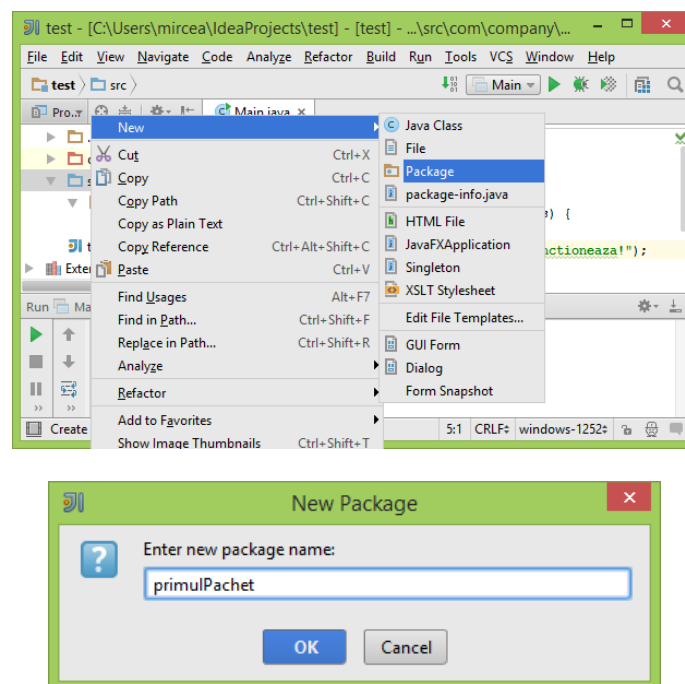 test - [C:\Users\mircea\IdeaProjects\test] - [test] - ...\src\com\company\...
File Edit View Navigate Code Analyze Refactor Build Run Tools VCS Window Help
test src Main
Pro.. Main.java
New
Java Class
File
Cut Ctrl+X
Copy Ctrl+C
Package
Copy Path Ctrl+Shift+C
package-info.java
Copy as Plain Text
HTML File
) {
Copy Reference Ctrl+Alt+Shift+C
JavaFXApplication
nctioneaza!");
Paste Ctrl+V
Singleton
XSLT Stylesheet
Find Usages Alt+F7
Run
Find in Path... Ctrl+Shift+F
Edit File Templates...
Replace in Path... Ctrl+Shift+R
GUI Form
Analyze
Dialog
Refactor
Form Snapshot
Add to Favorites
Create
Show Image Thumbnails Ctrl+Shift+T
5:1 CRLF windows-1252
New Package
Enter new package name:
primulPachet
OK Cancel